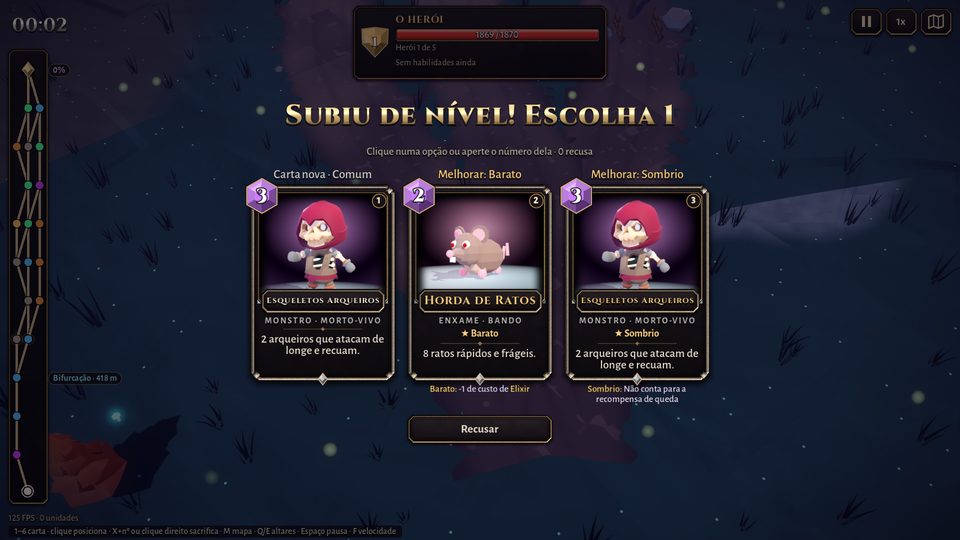 00:02
O HERÓI
1
1869 / 1870
Herói 1 de 5
Sem habilidades ainda
1x
0%
SUBIU DE NÍVEL! ESCOLHA 1
Clique numa opção ou aperte o número dela · 0 recusa
Carta nova · Comum
3
1
ESQUELETOS ARQUEIROS
MONSTRO · MORTO-VIVO
2 arqueiros que atacam de
longe e recuam.
Melhorar: Barato
2
2
HORDA DE RATOS
ENXAME · BANDO
★ Barato
8 ratos rápidos e frágeis.
Barato: -1 de custo de Elixir
Melhorar: Sombrio
3
3
ESQUELETOS ARQUEIROS
MONSTRO · MORTO-VIVO
★ Sombrio
2 arqueiros que atacam de
longe e recuam.
Sombrio: Não conta para a
recompensa de queda
Bifurcação · 418 m
Recusar
125 FPS · 0 unidades
1–6 carta · clique posiciona · X+nº ou clique direito sacrifica · M mapa · Q/E altares · Espaço pausa · F velocidade